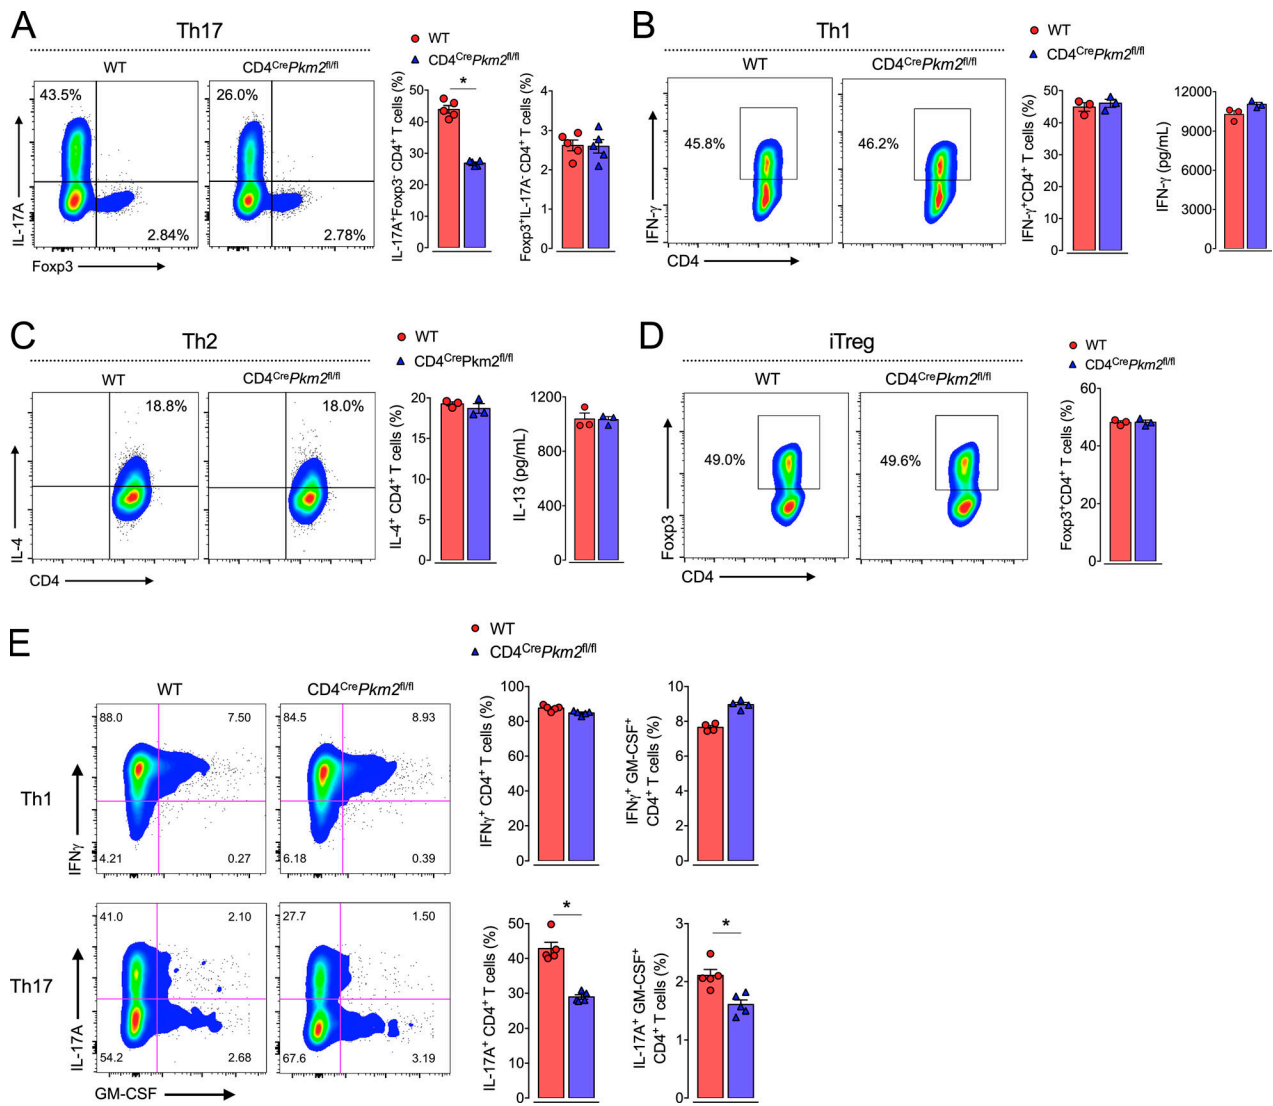 A
Th17
WT
CD4CrePkm2fl/fl
WT
CD4CrePkm2fl/fl
43.5%
2.84%
26.0%
2.78%
IL-17A
Foxp3
IL-17A+Foxp3- CD4+ T cells (%)
50
40
30
20
10
0
*
Foxp3+IL-17A- CD4+ T cells (%)
6
4
2
0
B
Th1
WT
CD4CrePkm2fl/fl
WT
CD4CrePkm2fl/fl
45.8%
46.2%
IFN-γ
CD4
IFN-γ+CD4+ T cells (%)
50
40
30
20
10
0
IFN-γ (pg/mL)
12000
9000
6000
3000
0
C
Th2
WT
CD4CrePkm2fl/fl
WT
CD4CrePkm2fl/fl
18.8%
18.0%
IL-4
CD4
IL-4+ CD4+ T cells (%)
20
15
10
5
0
IL-13 (pg/mL)
1200
800
400
0
D
iTreg
WT
CD4CrePkm2fl/fl
WT
CD4CrePkm2fl/fl
49.0%
49.6%
Foxp3
CD4
Foxp3+CD4+ T cells (%)
60
40
20
0
E
WT
CD4CrePkm2fl/fl
WT
CD4CrePkm2fl/fl
Th1
88.0 7.50
4.21 0.27
84.5 8.93
6.18 0.39
IFNγ
IFNγ+ CD4+ T cells (%)
100
80
60
40
20
0
IFNγ+ GM-CSF+
CD4+ T cells (%)
10
8
6
4
2
0
Th17
41.0 2.10
54.2 2.68
27.7 1.50
67.6 3.19
IL-17A
GM-CSF
IL-17A+ CD4+ T cells (%)
50
40
30
20
10
0
*
IL-17A+ GM-CSF+
CD4+ T cells (%)
3
2
1
0
*